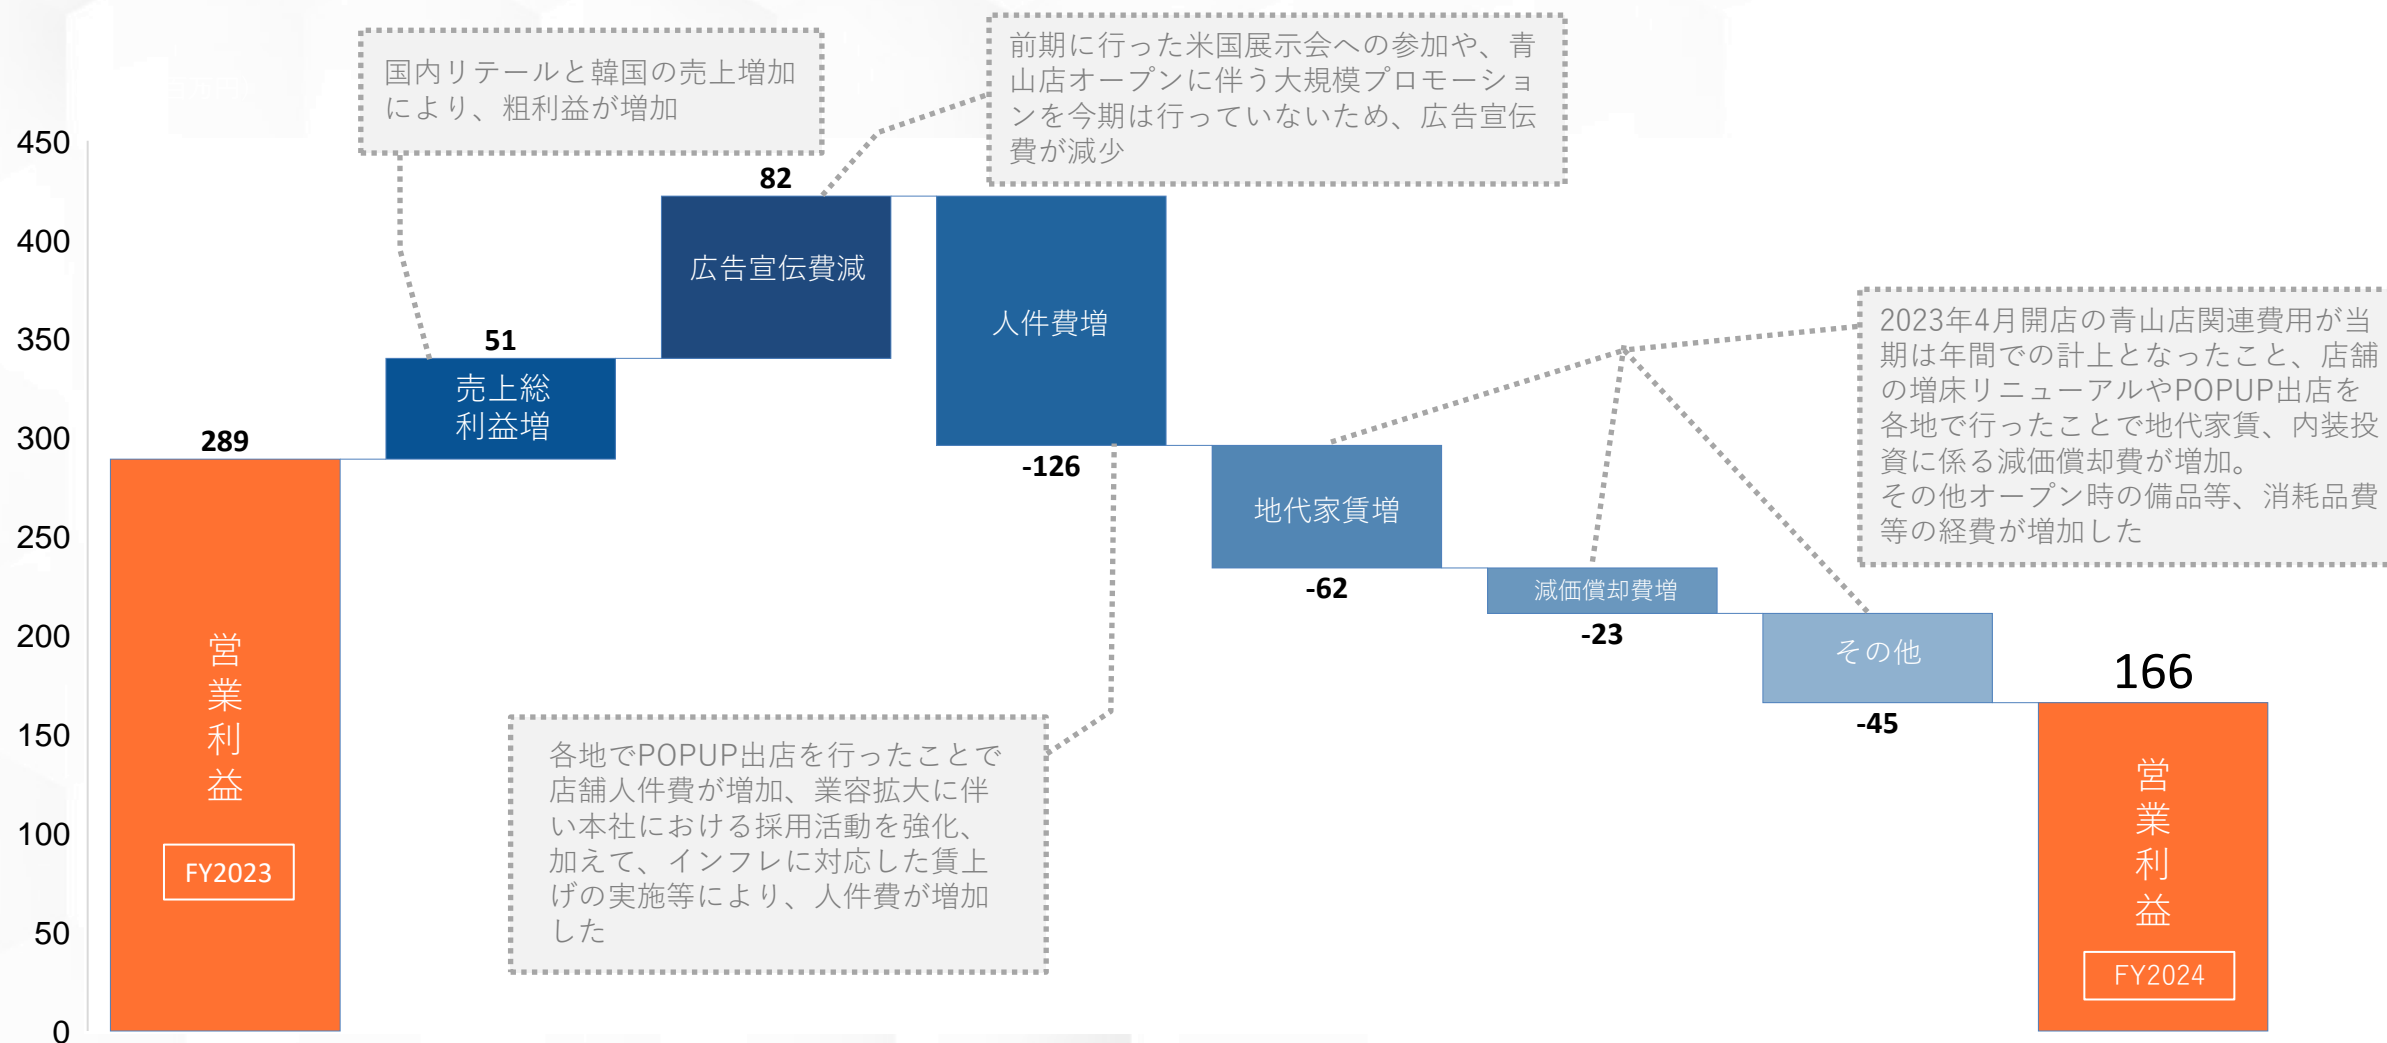 国内リテールと韓国の売上増加
により、粗利益が増加
前期に行った米国展示会への参加や、青
山店オープンに伴う大規模プロモーショ
ンを今期は行っていないため、広告宣伝
費が減少
2023年4月開店の青山店関連費用が当
期は年間での計上となったこと、店舗
の増床リニューアルやPOPUP出店を
各地で行ったことで地代家賃、内装投
資に係る減価償却費が増加。
その他オープン時の備品等、消耗品費
等の経費が増加した
各地でPOPUP出店を行ったことで
店舗人件費が増加、業容拡大に伴
い本社における採用活動を強化、
加えて、インフレに対応した賃上
げの実施等により、人件費が増加
した
450
400
350
300
250
200
150
100
50
0
289
営業利益
FY2023
51
売上総
利益増
82
広告宣伝費減
人件費増
-126
地代家賃増
-62
減価償却費増
-23
その他
-45
166
営業利益
FY2024